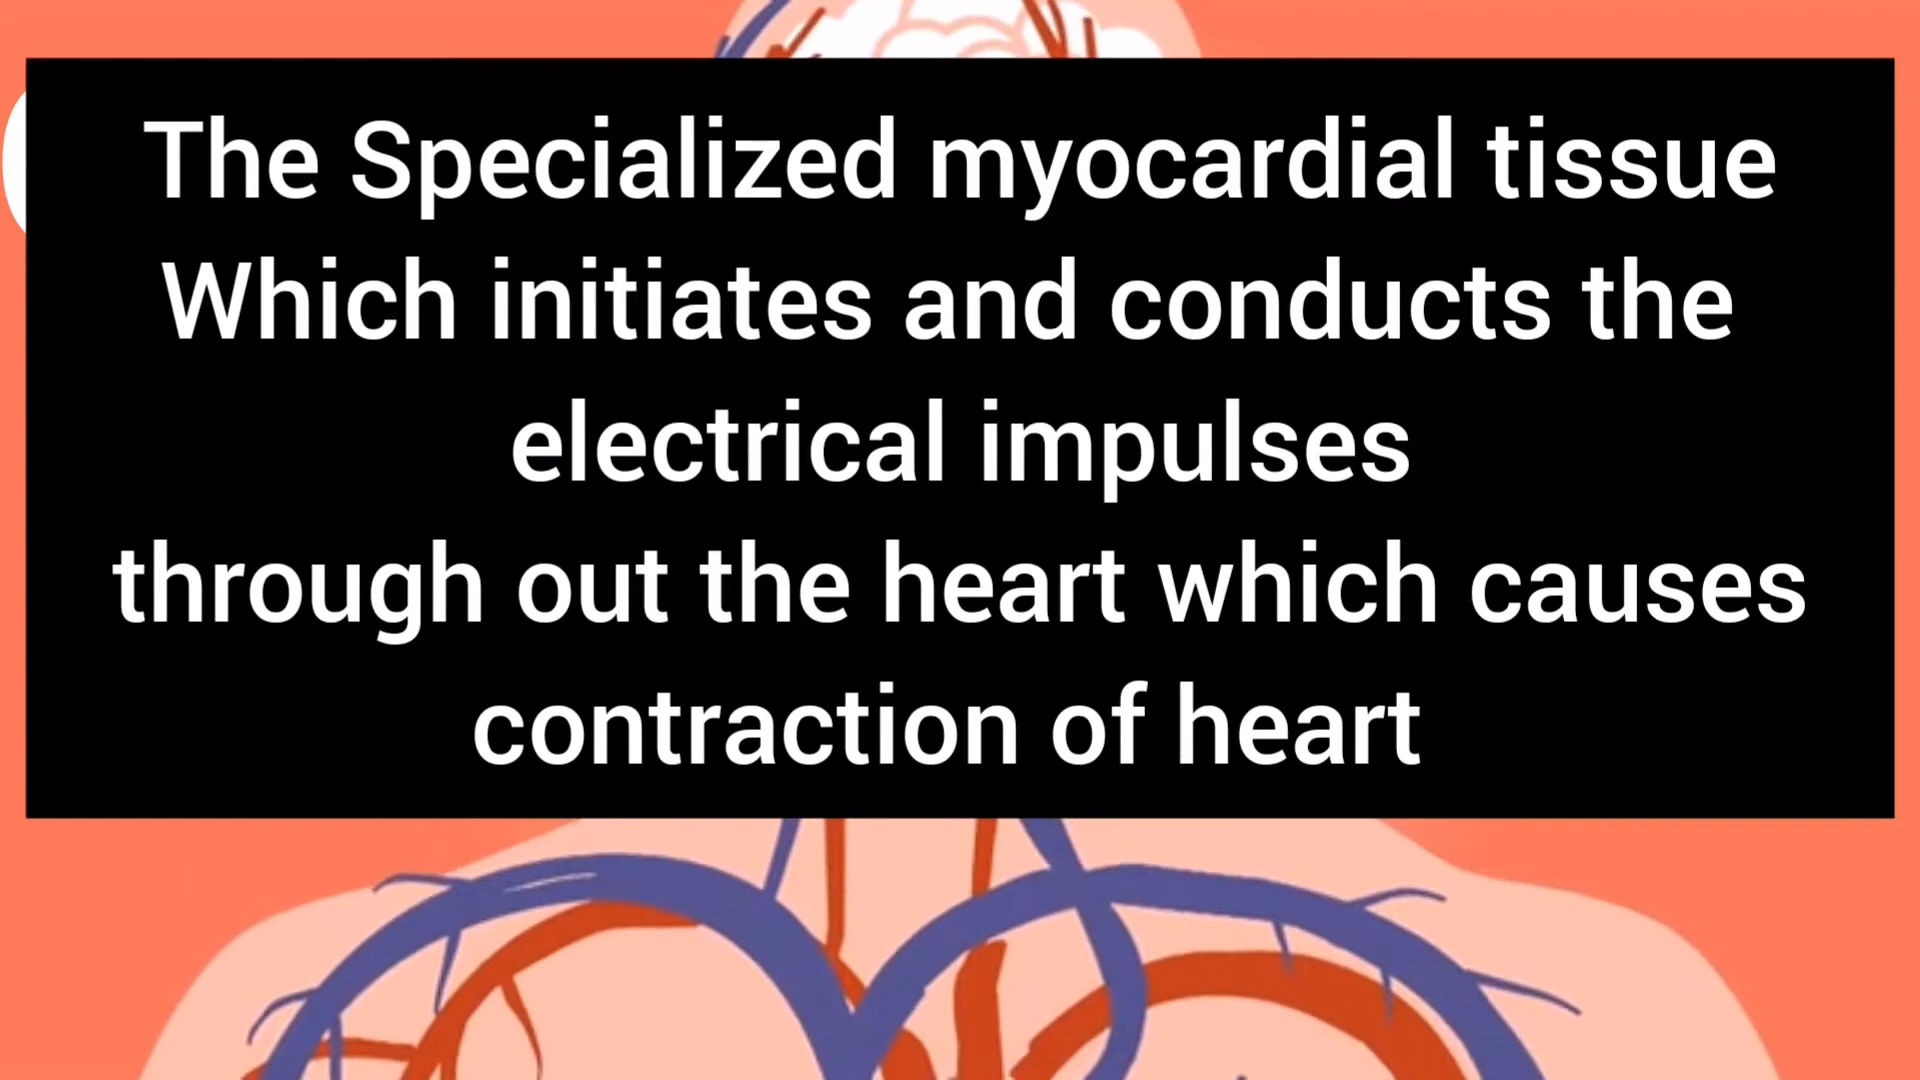 The Specialized myocardial tissue
Which initiates and conducts the
electrical impulses
through out the heart which causes
contraction of heart